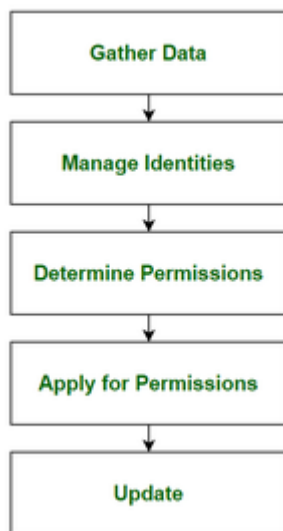 Gather Data
Manage Identities
Determine Permissions
Apply for Permissions
Update